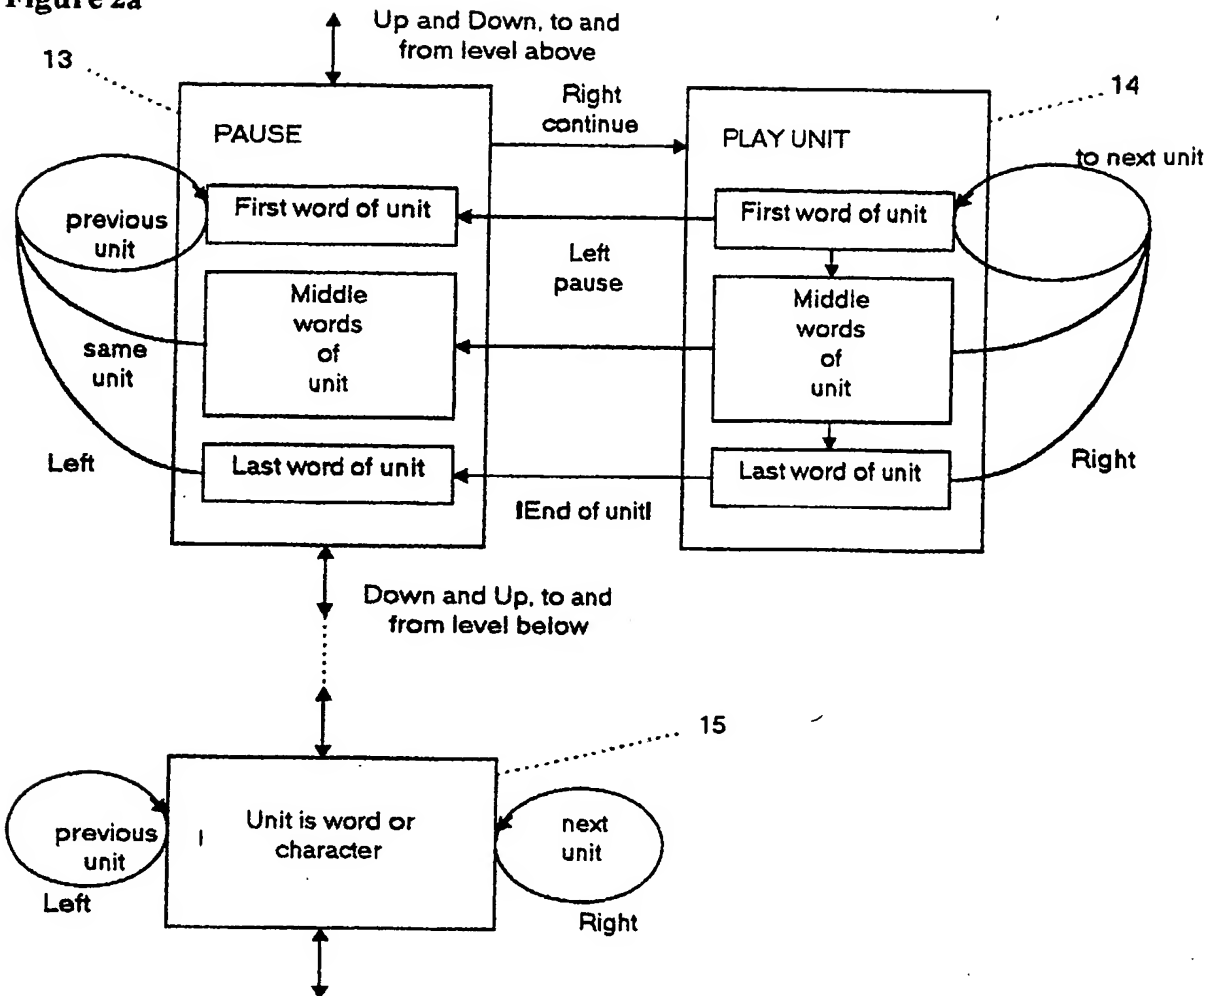 Figure 2a
Up and Down, to and
from level above
13
14
Right
continue
PAUSE
PLAY UNIT
to next unit
previous
unit
First word of unit
First word of unit
Left
pause
Middle
words
of
unit
Middle
words
of
unit
same
unit
Left
Last word of unit
Last word of unit
Right
!End of unit!
Down and Up, to and
from level below
15
previous
unit
Unit is word or
character
next
unit
Left
Right